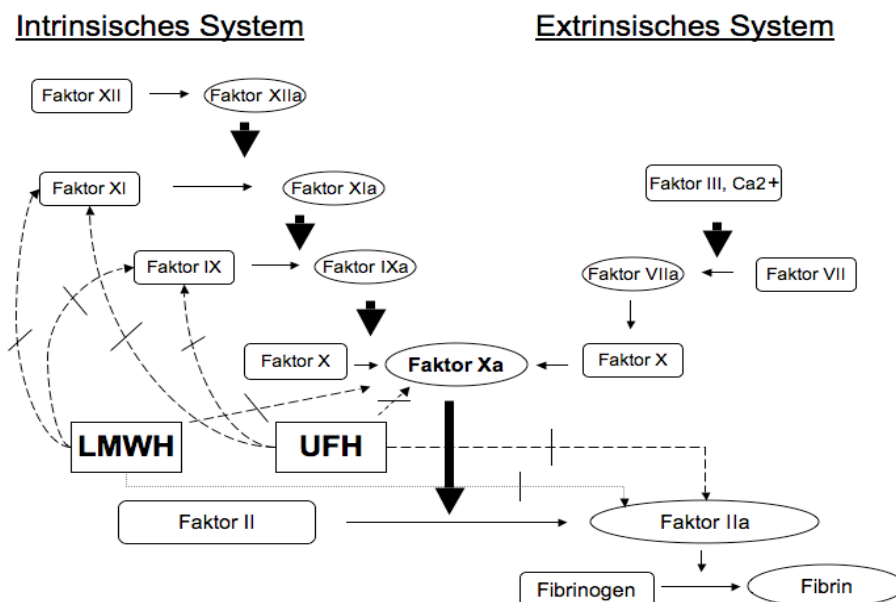 Intrinsisches System
Extrinsisches System
Faktor XII
Faktor XIIa
Faktor XI
Faktor XIa
Faktor III, Ca2+
Faktor IX
Faktor IXa
Faktor VIIa
Faktor VII
Faktor X
Faktor Xa
Faktor X
LMWH
UFH
Faktor II
Faktor IIa
Fibrinogen
Fibrin